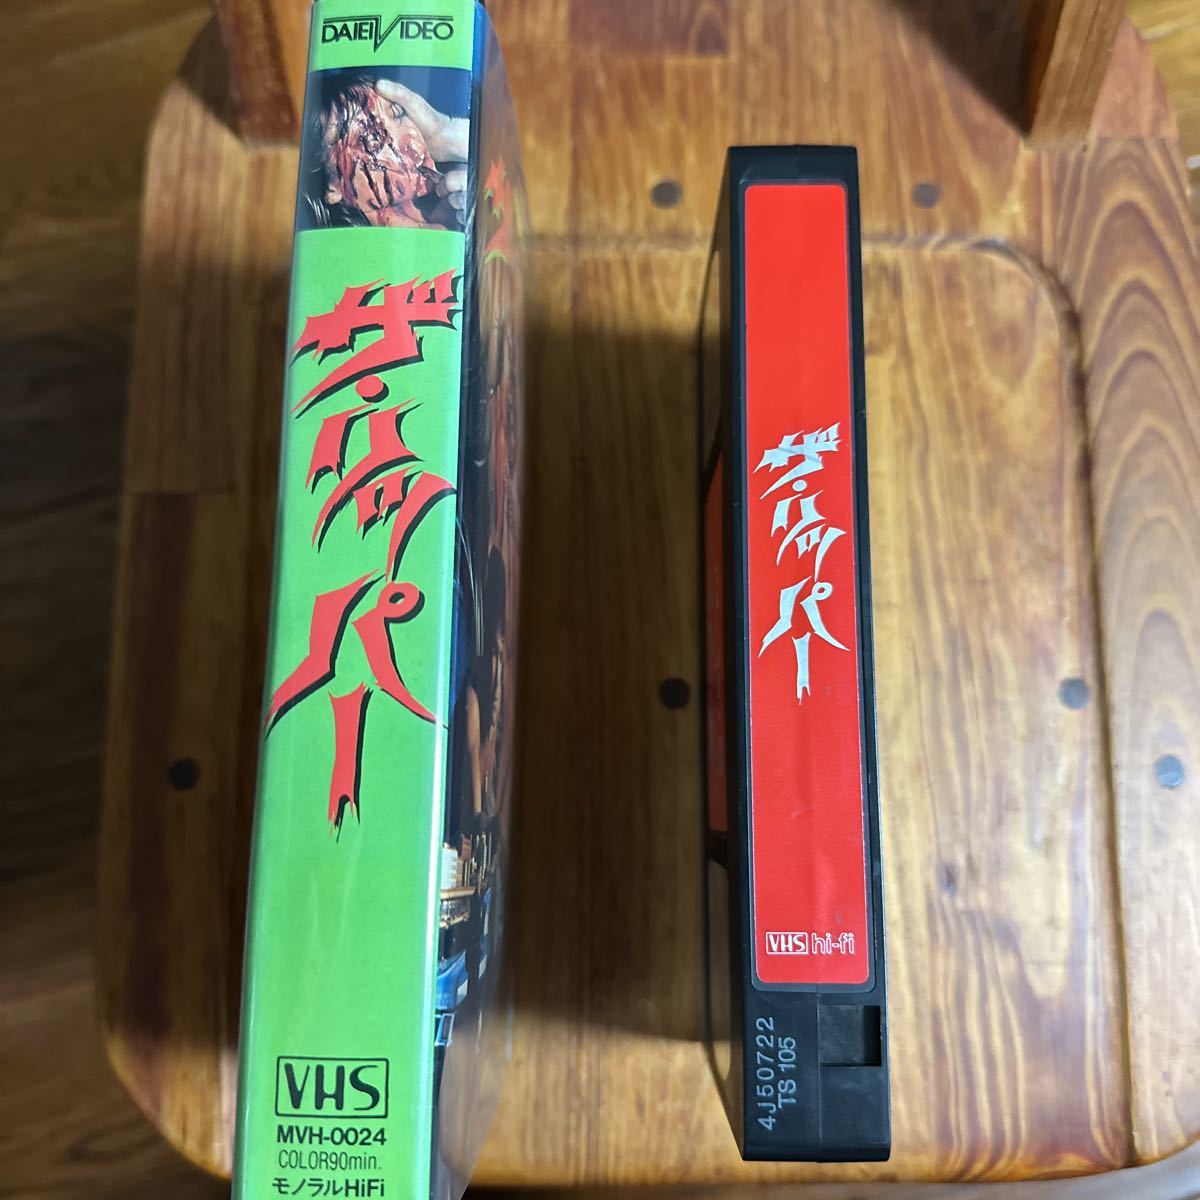 DAIEI VIDEO
ザ・リッパー
VHS
MVH-0024
COLOR90min.
モノラルHiFi
ザ・リッパー
VHS hi-fi
4J50722
TS 105